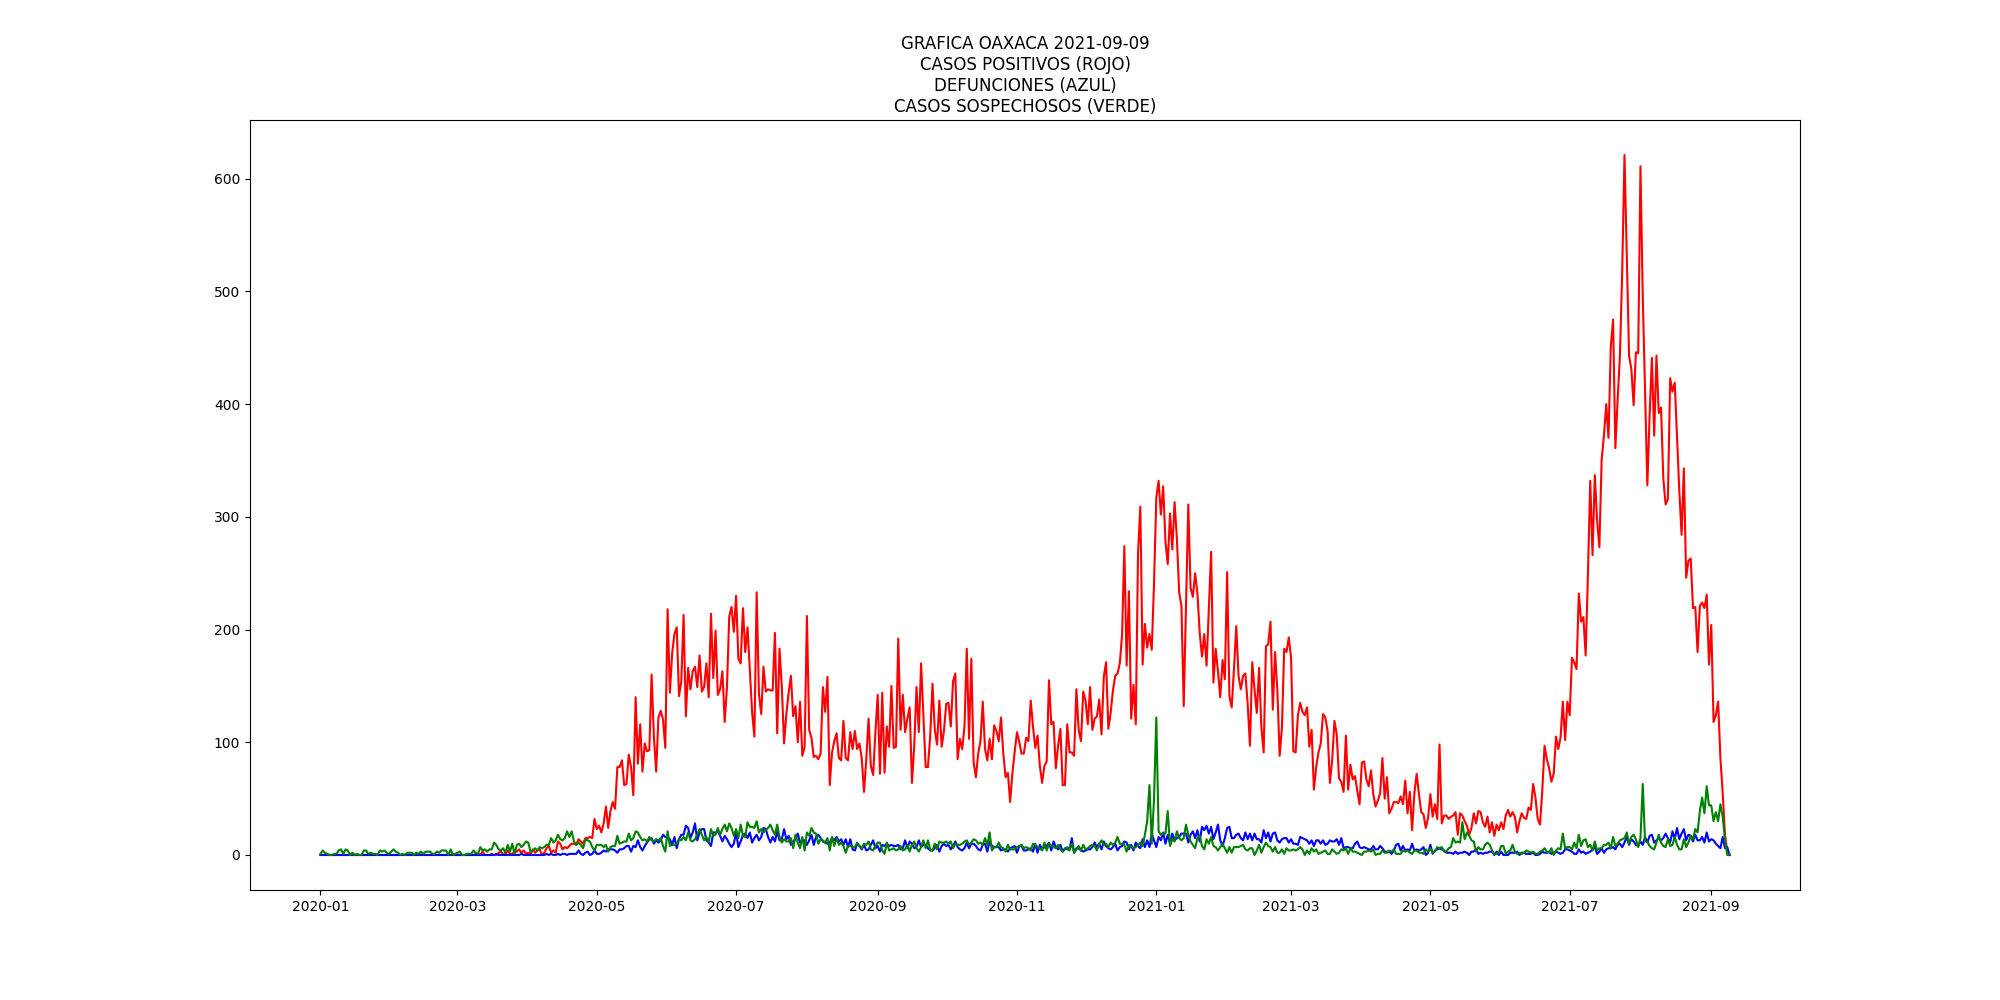 GRAFICA OAXACA 2021-09-09
CASOS POSITIVOS (ROJO)
DEFUNCIONES (AZUL)
CASOS SOSPECHOSOS (VERDE)
600
500
400
300
200
100
0
2020-01 2020-03 2020-05 2020-07 2020-09 2020-11 2021-01 2021-03 2021-05 2021-07 2021-09